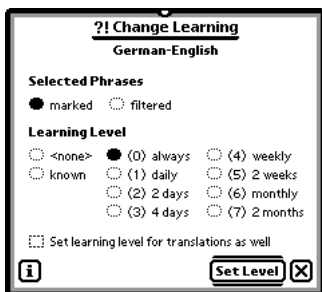 ?! Change Learning
German-English
Selected Phrases
marked filtered
Learning Level
<none> (0) always (4) weekly
known (1) daily (5) 2 weeks
(2) 2 days (6) monthly
(3) 4 days (7) 2 months
Set learning level for translations as well
i Set Level X